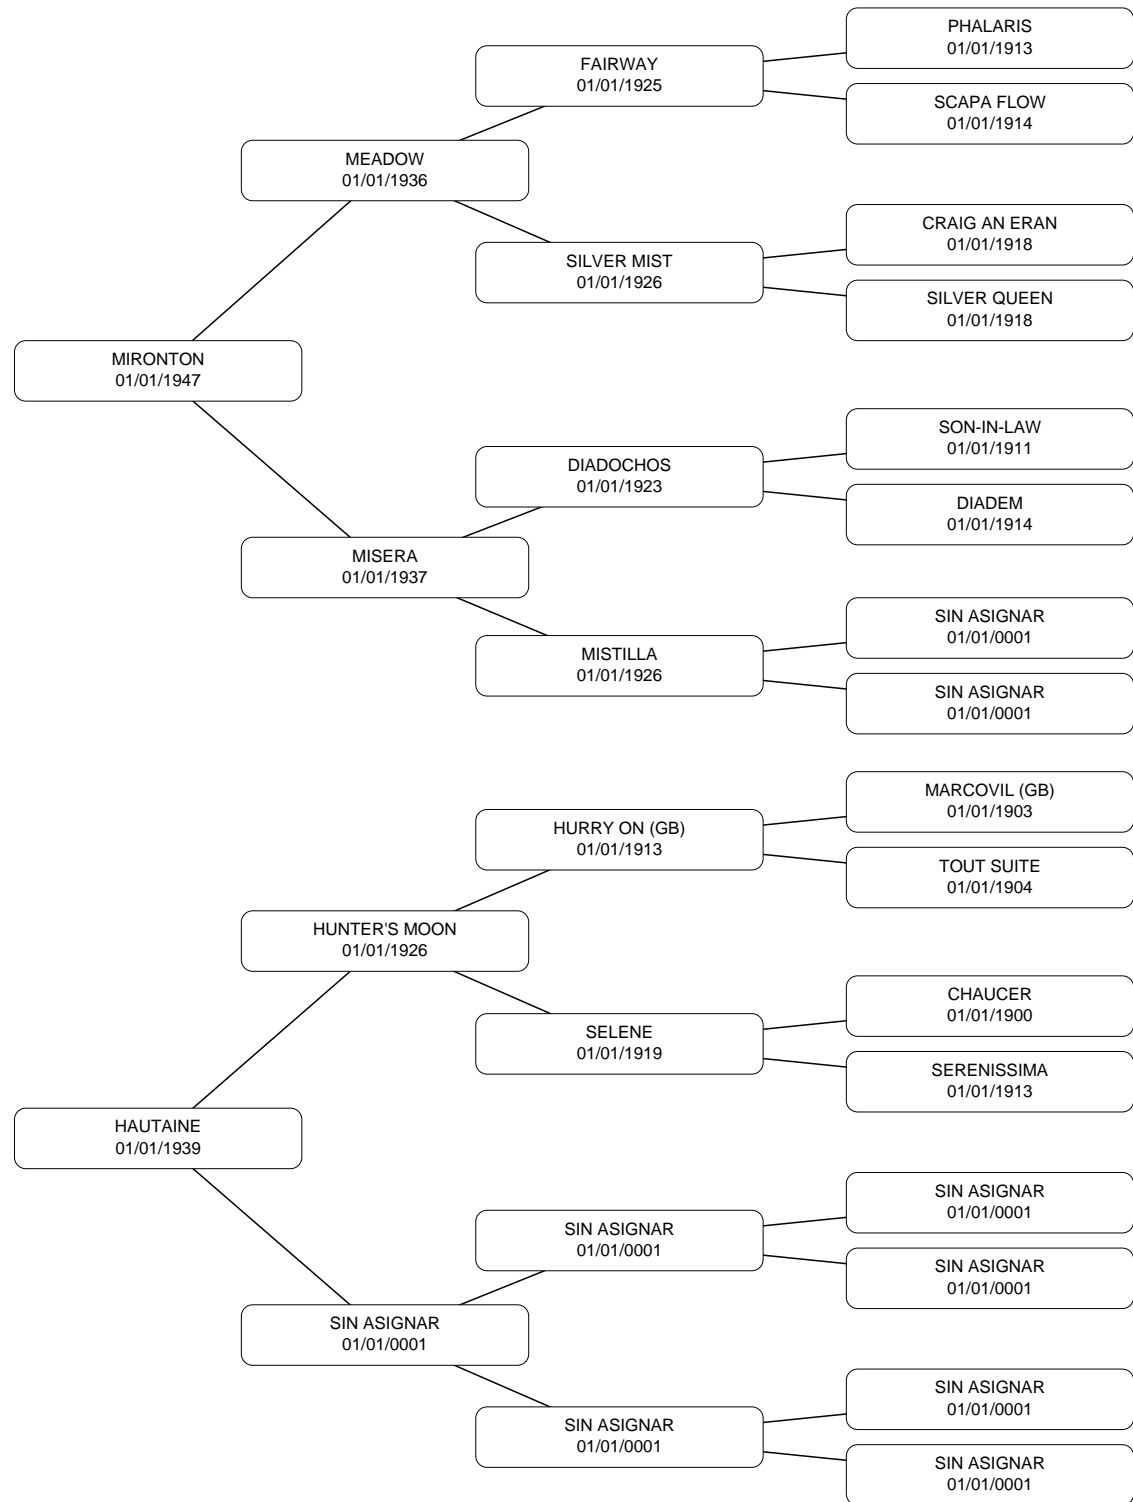 PHALARIS
01/01/1913
FAIRWAY
01/01/1925
SCAPA FLOW
01/01/1914
MEADOW
01/01/1936
CRAIG AN ERAN
01/01/1918
SILVER MIST
01/01/1926
SILVER QUEEN
01/01/1918
MIRONTON
01/01/1947
SON-IN-LAW
01/01/1911
DIADOCHOS
01/01/1923
DIADEM
01/01/1914
MISERA
01/01/1937
SIN ASIGNAR
01/01/0001
MISTILLA
01/01/1926
SIN ASIGNAR
01/01/0001
MARCOVIL (GB)
01/01/1903
HURRY ON (GB)
01/01/1913
TOUT SUITE
01/01/1904
HUNTER'S MOON
01/01/1926
CHAUCER
01/01/1900
SELENE
01/01/1919
SERENISSIMA
01/01/1913
HAUTAINE
01/01/1939
SIN ASIGNAR
01/01/0001
SIN ASIGNAR
01/01/0001
SIN ASIGNAR
01/01/0001
SIN ASIGNAR
01/01/0001
SIN ASIGNAR
01/01/0001
SIN ASIGNAR
01/01/0001
SIN ASIGNAR
01/01/0001